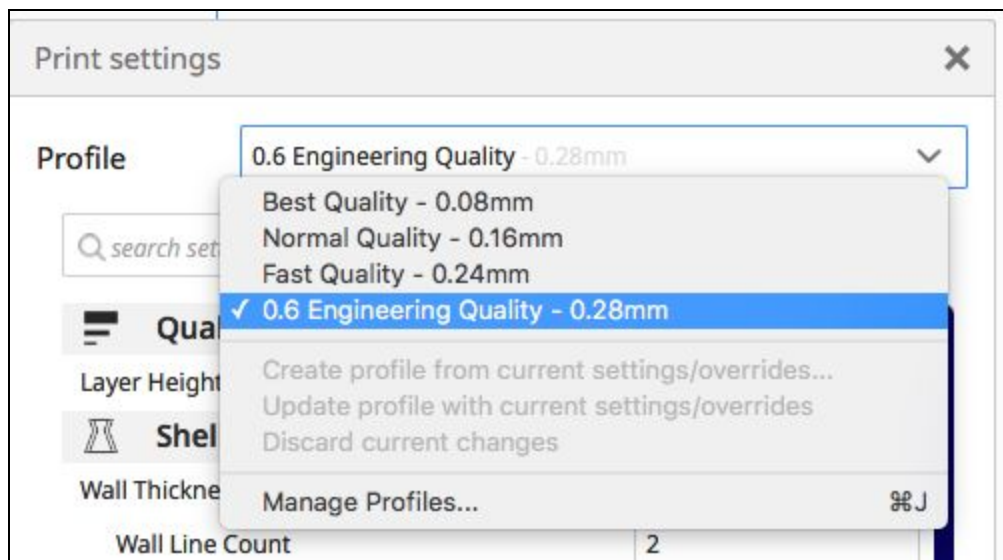 Print settings
Profile
0.6 Engineering Quality - 0.28mm
search set
Best Quality - 0.08mm
Normal Quality - 0.16mm
Fast Quality - 0.24mm
✓ 0.6 Engineering Quality - 0.28mm
Qual
Create profile from current settings/overrides...
Layer Height
Update profile with current settings/overrides
Shel
Discard current changes
Wall Thickne
Manage Profiles... ⌘J
Wall Line Count 2